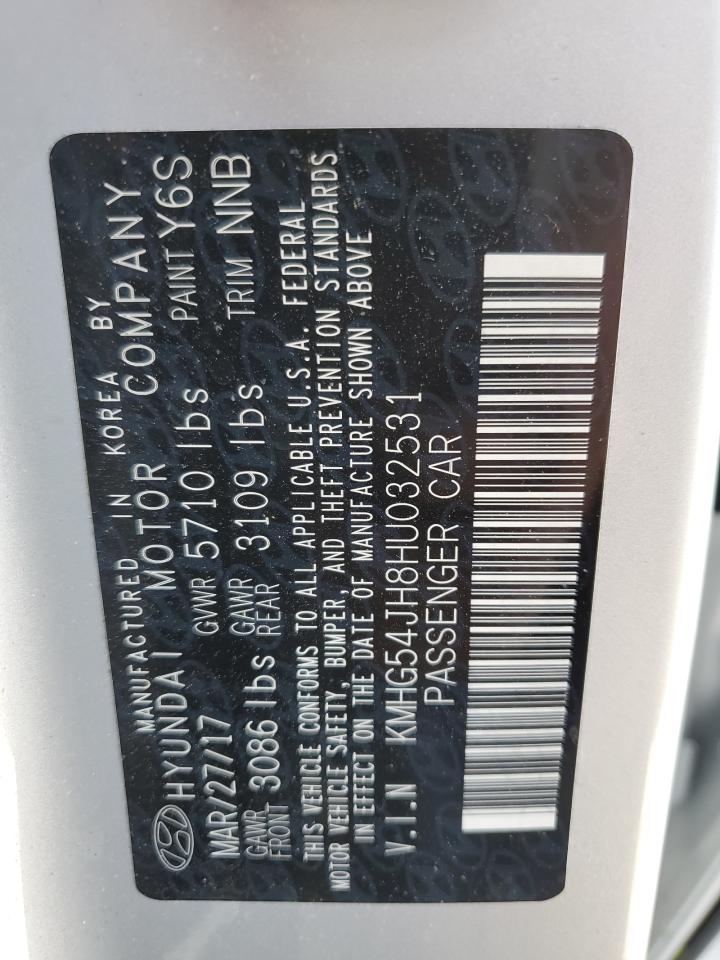 MANUFACTURED IN KOREA BY
HYUNDAI MOTOR COMPANY
MAR/27/17 GVWR 5710 lbs PAINT Y6S
GAWR FRONT 3086 lbs GAWR REAR 3109 lbs TRIM NNB
THIS VEHICLE CONFORMS TO ALL APPLICABLE U.S.A. FEDERAL
MOTOR VEHICLE SAFETY, BUMPER, AND THEFT PREVENTION STANDARDS
IN EFFECT ON THE DATE OF MANUFACTURE SHOWN ABOVE
V.I.N KMHG54JH8HU032531
PASSENGER CAR